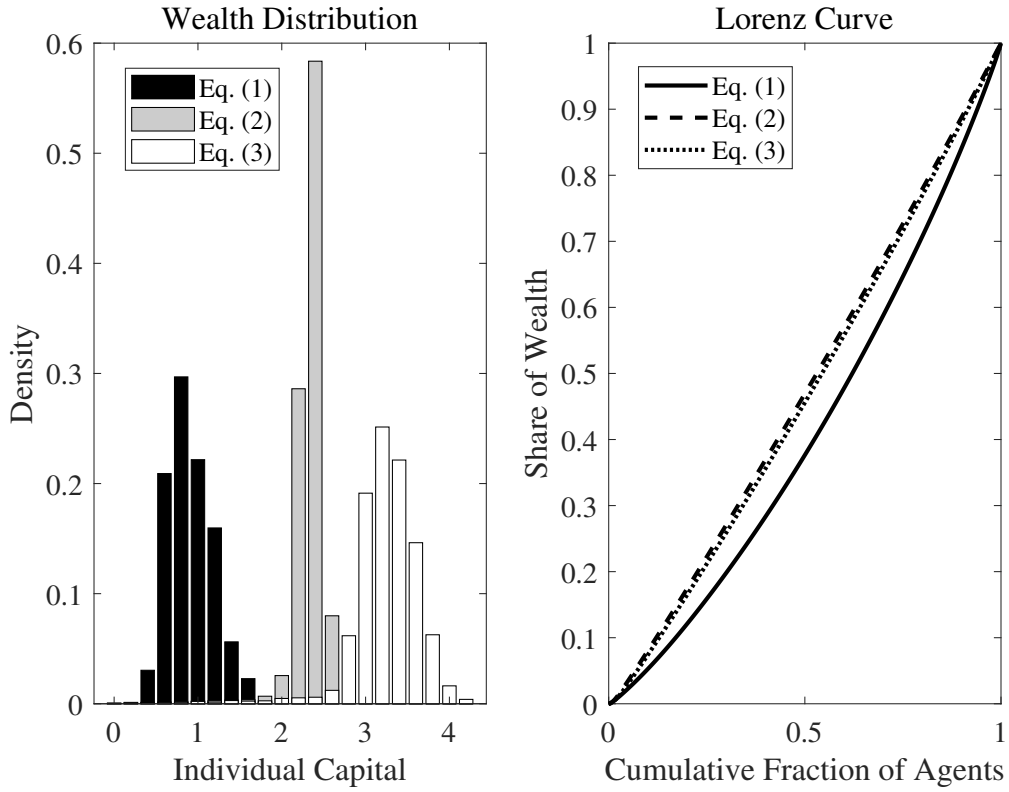 Wealth Distribution
0.6
0.5
0.4
0.3
0.2
0.1
0
Density
Eq. (1)
Eq. (2)
Eq. (3)
0 1 2 3 4
Individual Capital
Lorenz Curve
1
0.9
0.8
0.7
0.6
0.5
0.4
0.3
0.2
0.1
0
Share of Wealth
Eq. (1)
Eq. (2)
Eq. (3)
0 0.5 1
Cumulative Fraction of Agents